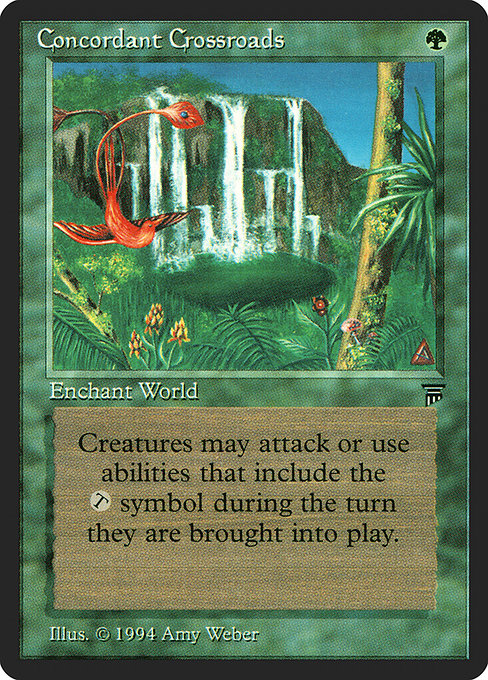 Concordant Crossroads
Enchant World
Creatures may attack or use
abilities that include the
T symbol during the turn
they are brought into play.
Illus. © 1994 Amy Weber